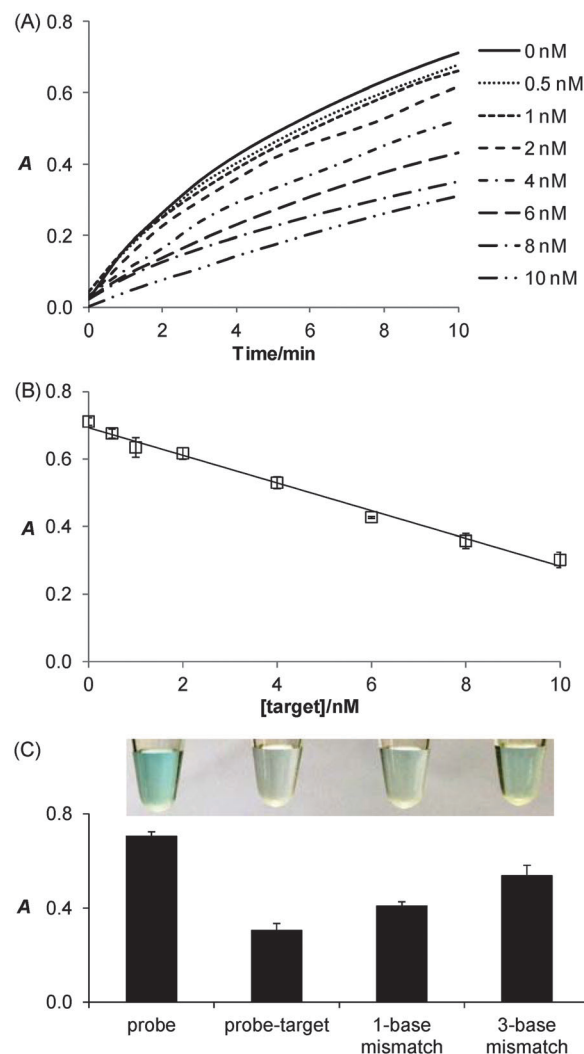 (A)
0.8
0.6
A
0.4
0.2
0.0
0 2 4 6 8 10
Time/min
0 nM
0.5 nM
1 nM
2 nM
4 nM
6 nM
8 nM
10 nM
(B)
0.8
0.6
A
0.4
0.2
0.0
0 2 4 6 8 10
[target]/nM
(C)
0.8
A
0.4
0.0
probe probe-target 1-base mismatch 3-base mismatch